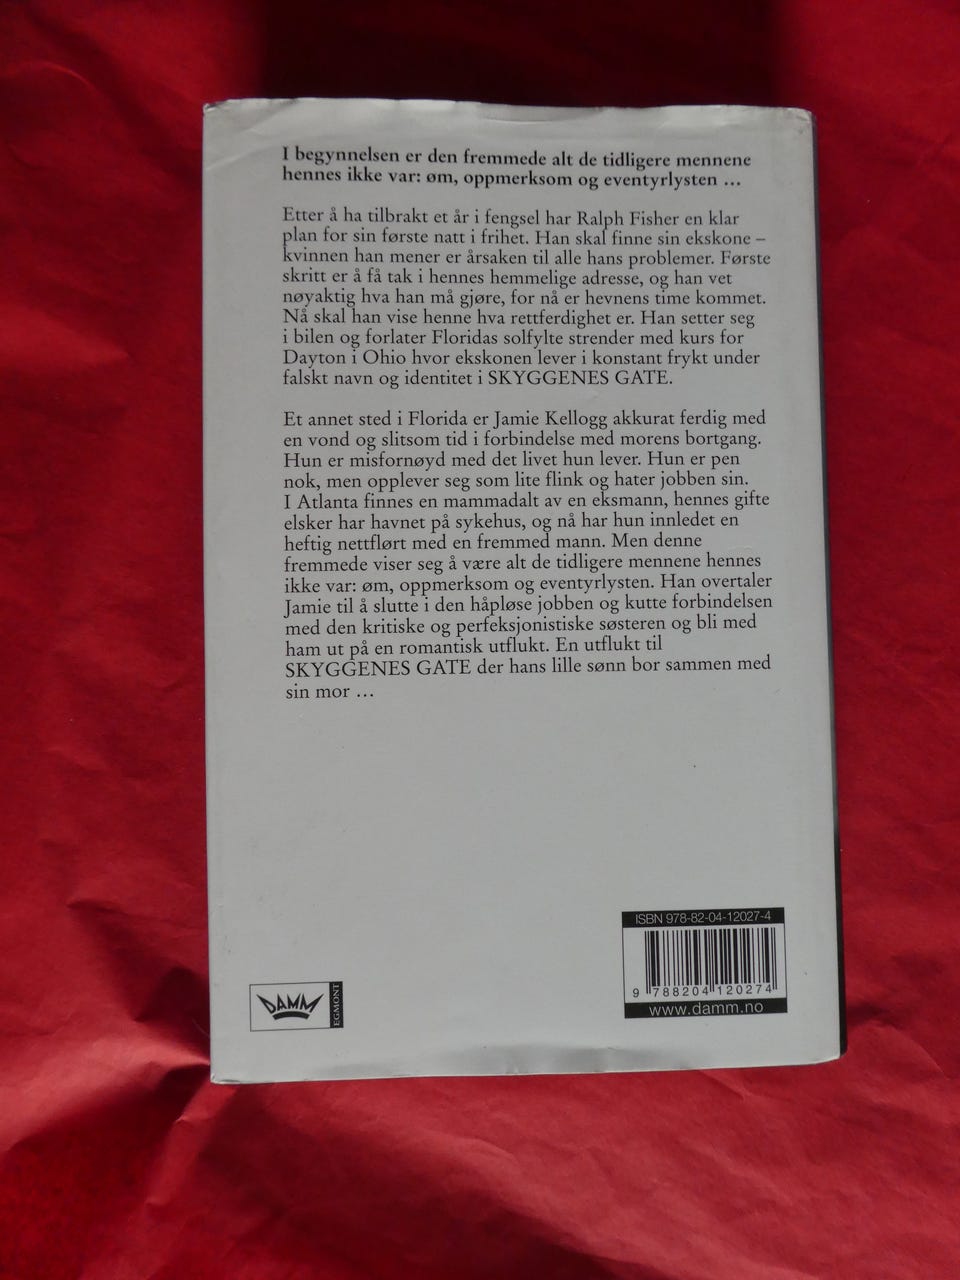 I begynnelsen er den fremmede alt de tidligere mennene
hennes ikke var: øm, oppmerksom og eventyrlysten ...
Etter å ha tilbrakt et år i fengsel har Ralph Fisher en klar
plan for sin første natt i frihet. Han skal finne sin ekskone –
kvinnen han mener er årsaken til alle hans problemer. Første
skritt er å få tak i hennes hemmelige adresse, og han vet
nøyaktig hva han må gjøre, for nå er hevnens time kommet.
Nå skal han vise henne hva rettferdighet er. Han setter seg
i bilen og forlater Floridas solfylte strender med kurs for
Dayton i Ohio hvor ekskonen lever i konstant frykt under
falskt navn og identitet i SKYGGENES GATE.
Et annet sted i Florida er Jamie Kellogg akkurat ferdig med
en vond og slitsom tid i forbindelse med morens bortgang.
Hun er misfornøyd med det livet hun lever. Hun er pen
nok, men opplever seg som lite flink og hater jobben sin.
I Atlanta finnes en mammadalt av en eksmann, hennes gifte
elsker har havnet på sykehus, og nå har hun innledet en
heftig nettflørt med en fremmed mann. Men denne
fremmede viser seg å være alt de tidligere mennene hennes
ikke var: øm, oppmerksom og eventyrlysten. Han overtaler
Jamie til å slutte i den håpløse jobben og kutte forbindelsen
med den kritiske og perfeksjonistiske søsteren og bli med
ham ut på en romantisk utflukt. En utflukt til
SKYGGENES GATE der hans lille sønn bor sammen med
sin mor ...
ISBN 978-82-04-12027-4
9 788204 120274
www.damm.no
DAMM
EGMONT